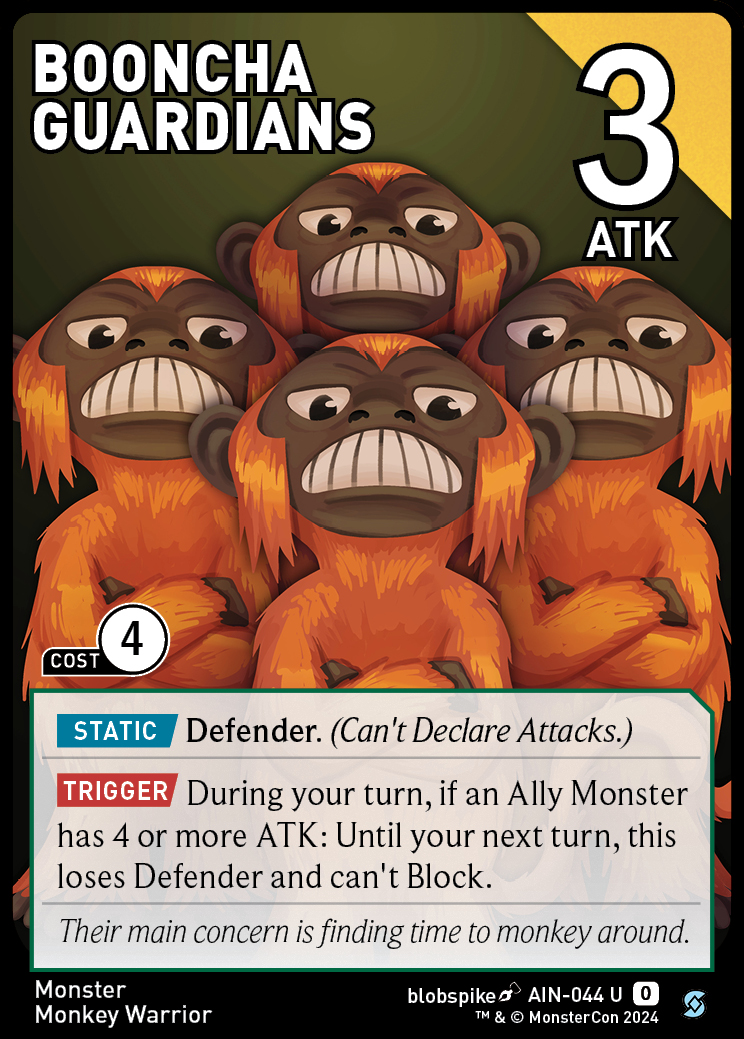 BOONCHA
GUARDIANS
3
ATK
COST 4
STATIC Defender. (Can't Declare Attacks.)
TRIGGER During your turn, if an Ally Monster
has 4 or more ATK: Until your next turn, this
loses Defender and can't Block.
Their main concern is finding time to monkey around.
Monster
Monkey Warrior
blobspike AIN-044 U 0
™ & © MonsterCon 2024